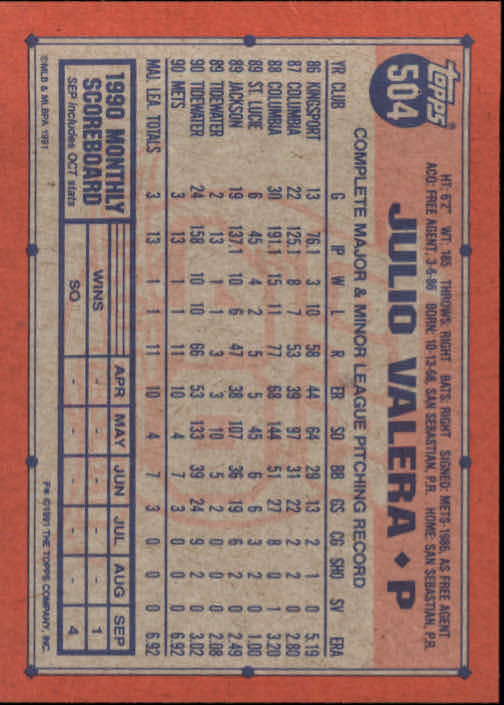 Topps®
504
HT: 6'2" WT: 185 THROWS: RIGHT BATS: RIGHT SIGNED: METS-1986, AS FREE AGENT
ACQ: FREE AGENT, 3-6-86 BORN: 10-13-68, SAN SEBASTIAN, P.R. HOME: SAN SEBASTIAN, P.R.
JULIO VALERA ◆ P
COMPLETE MAJOR & MINOR LEAGUE PITCHING RECORD
YR CLUB G IP W L R ER SO BB GS CG SHO SV ERA
86 KINGSPORT 13 76.1 3 10 58 44 64 29 13 2 1 0 5.19
87 COLUMBIA 22 125.1 8 7 53 39 97 31 22 2 2 0 2.80
88 COLUMBIA 30 191.1 15 11 77 68 144 51 27 8 0 1 3.20
89 ST. LUCIE 6 45 4 2 5 5 45 6 6 3 2 0 1.00
89 JACKSON 19 137.1 10 6 47 38 107 36 19 6 2 0 2.49
89 TIDEWATER 2 13 1 1 3 3 10 5 2 0 0 0 2.08
90 TIDEWATER 24 158 10 10 66 53 133 39 24 9 2 0 3.02
90 METS 3 13 1 1 11 10 4 7 3 0 0 0 6.92
MAJ. LEA. TOTALS 3 13 1 1 11 10 4 7 3 0 0 0 6.92
1990 MONTHLY
SCOREBOARD
SEP includes OCT stats
APR MAY JUN JUL AUG SEP
WINS - - - - - 1
SO - - - - - 4
©MLB & MLBPA 1991
F* ©1991 THE TOPPS COMPANY, INC.